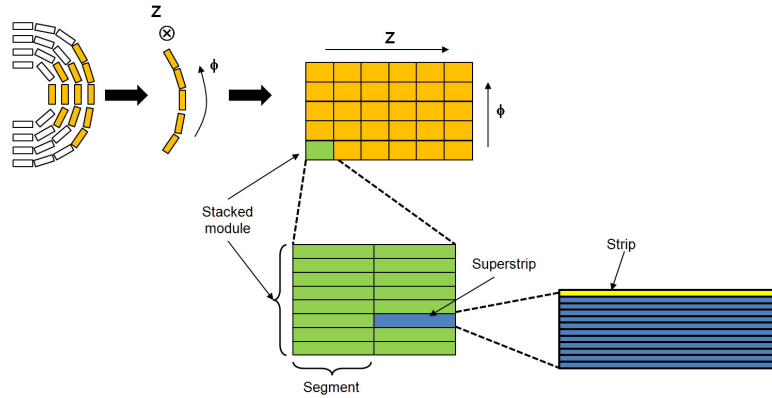 Z
ϕ
Z
ϕ
Stacked
module
Superstrip
Strip
Segment